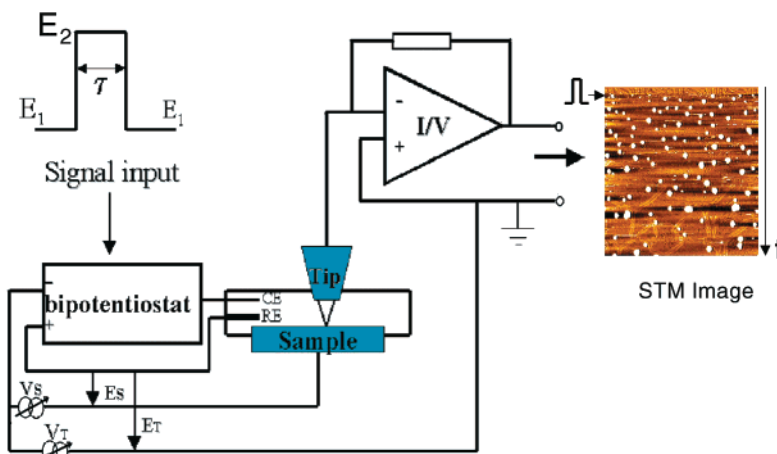 E₂
τ
E₁ E₁
Signal input
-
I/V
+
Tip
-
bipotentiostat
+
CE
RE
Sample
Vs
Es
VT
ET
t
STM Image